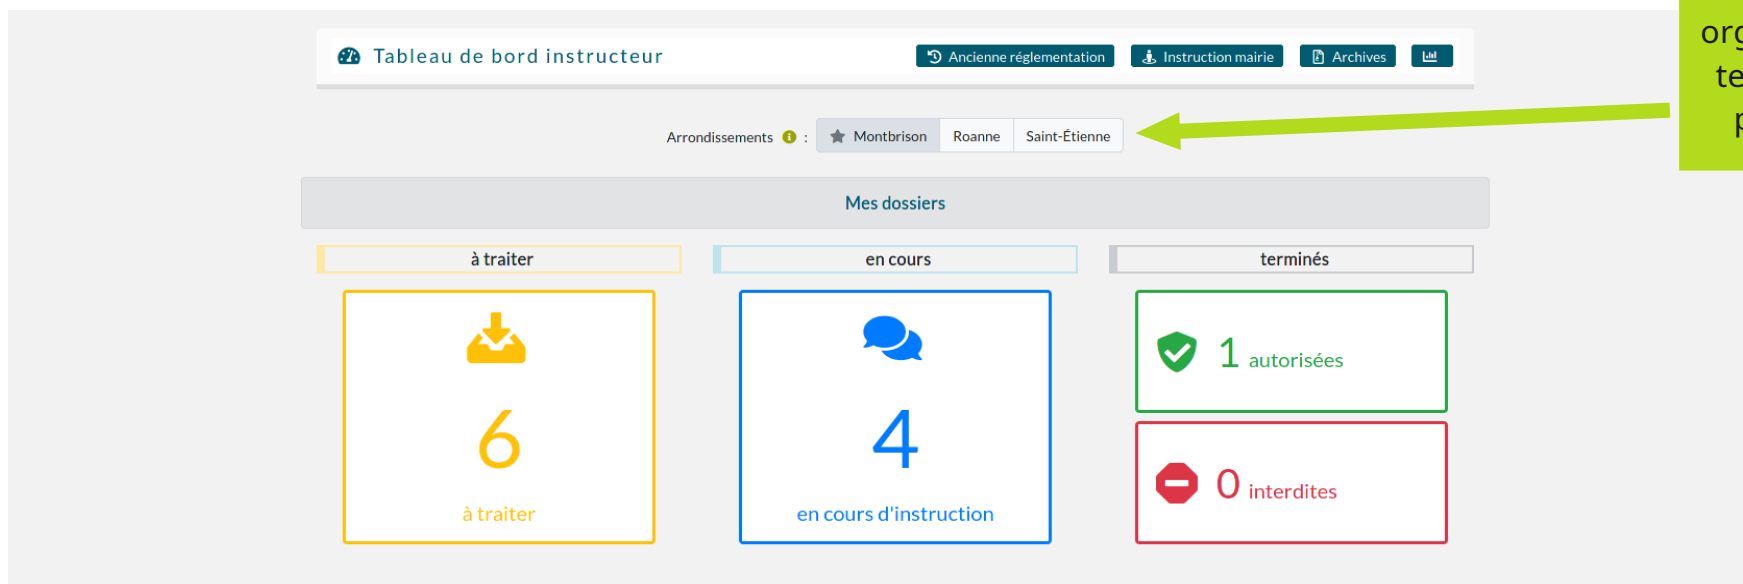 Tableau de bord instructeur
Ancienne réglementation
Instruction mairie
Archives
Arrondissements :
Montbrison
Roanne
Saint-Étienne
Mes dossiers
à traiter
en cours
terminés
6
à traiter
4
en cours d'instruction
1 autorisées
0 interdites